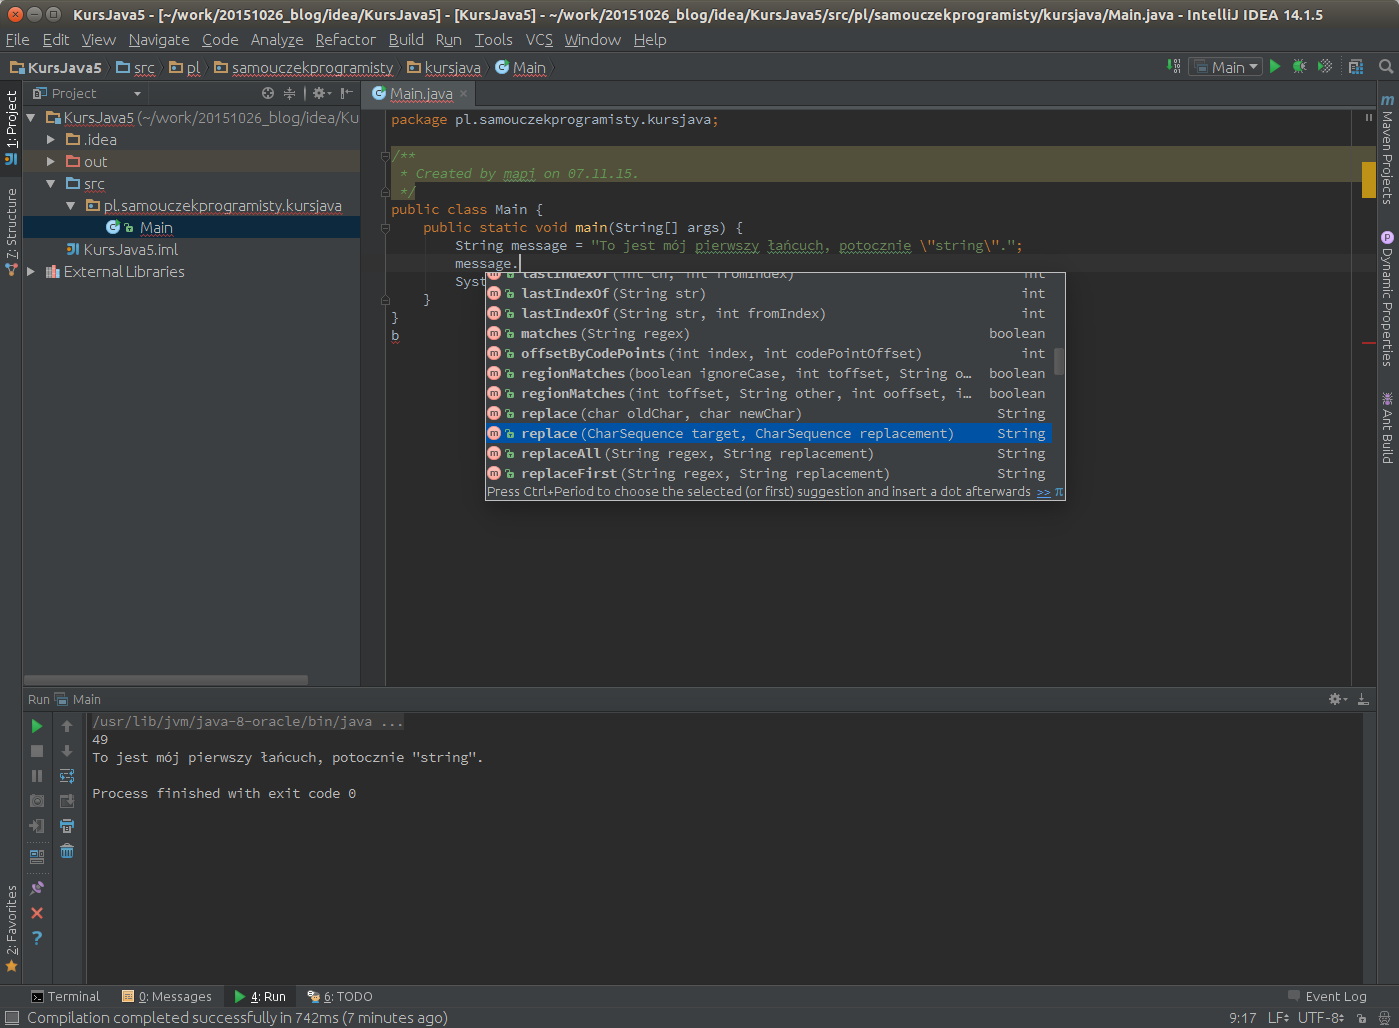 KursJava5 - [~/work/20151026_blog/idea/KursJava5] - [KursJava5] - ~/work/20151026_blog/idea/KursJava5/src/pl/samouczekprogramisty/kursjava/Main.java - IntelliJ IDEA 14.1.5
File Edit View Navigate Code Analyze Refactor Build Run Tools VCS Window Help
KursJava5 src pl samouczekprogramisty kursjava Main
Main
Project
Main.java
1: Project
7: Structure
2: Favorites
KursJava5 (~/work/20151026_blog/idea/Ku
.idea
out
src
pl.samouczekprogramisty.kursjava
Main
KursJava5.iml
External Libraries
package pl.samouczekprogramisty.kursjava;
/**
* Created by mapi on 07.11.15.
*/
public class Main {
public static void main(String[] args) {
String message = "To jest mój pierwszy łańcuch, potocznie \"string\".";
message.
Syst
}
}
b
lastIndexOf(int ch, int fromIndex) int
lastIndexOf(String str) int
lastIndexOf(String str, int fromIndex) int
matches(String regex) boolean
offsetByCodePoints(int index, int codePointOffset) int
regionMatches(boolean ignoreCase, int toffset, String o... boolean
regionMatches(int toffset, String other, int ooffset, i... boolean
replace(char oldChar, char newChar) String
replace(CharSequence target, CharSequence replacement) String
replaceAll(String regex, String replacement) String
replaceFirst(String regex, String replacement) String
Press Ctrl+Period to choose the selected (or first) suggestion and insert a dot afterwards >> π
Maven Projects
Dynamic Properties
Ant Build
Run Main
/usr/lib/jvm/java-8-oracle/bin/java ...
49
To jest mój pierwszy łańcuch, potocznie "string".
Process finished with exit code 0
Terminal 0: Messages 4: Run 6: TODO Event Log
Compilation completed successfully in 742ms (7 minutes ago) 9:17 LF UTF-8